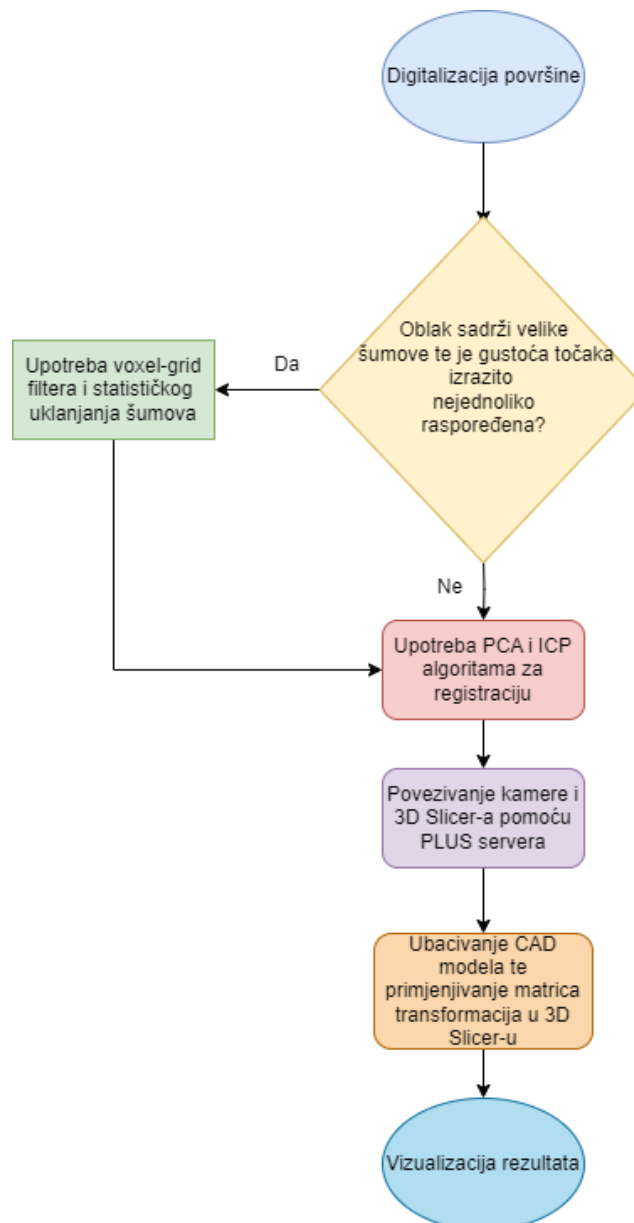 Digitalizacija površine
Oblak sadrži velike
šumove te je gustoća točaka
izrazito
nejednoliko
raspoređena?
Da
Upotreba voxel-grid
filtera i statističkog
uklanjanja šumova
Ne
Upotreba PCA i ICP
algoritama za
registraciju
Povezivanje kamere i
3D Slicer-a pomoću
PLUS servera
Ubacivanje CAD
modela te
primjenjivanje matrica
transformacija u 3D
Slicer-u
Vizualizacija rezultata